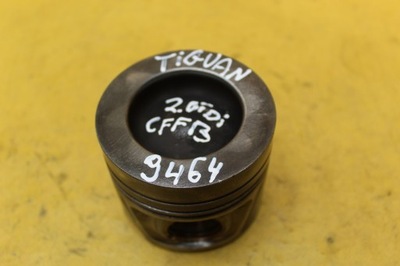 TiGUAN
2.0TDi
CFFB
9464